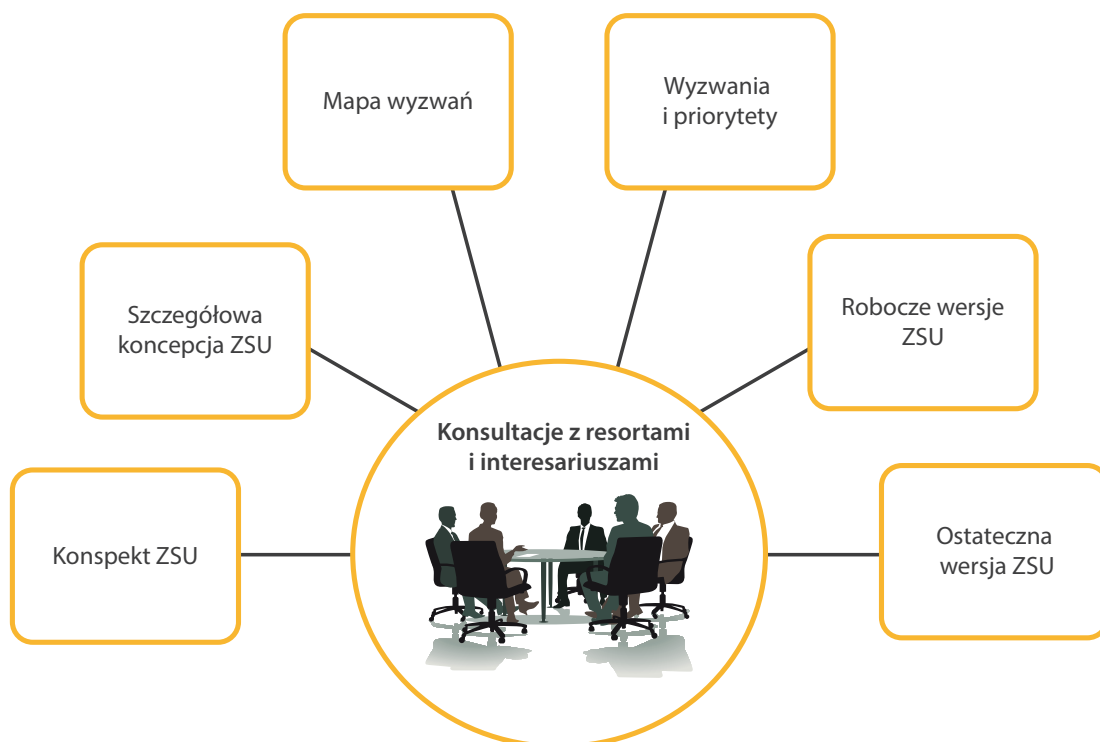 Mapa wyzwań
Wyzwania
i priorytety
Szczegółowa
koncepcja ZSU
Robocze wersje
ZSU
Konsultacje z resortami
i interesariuszami
Konspekt ZSU
Ostateczna
wersja ZSU